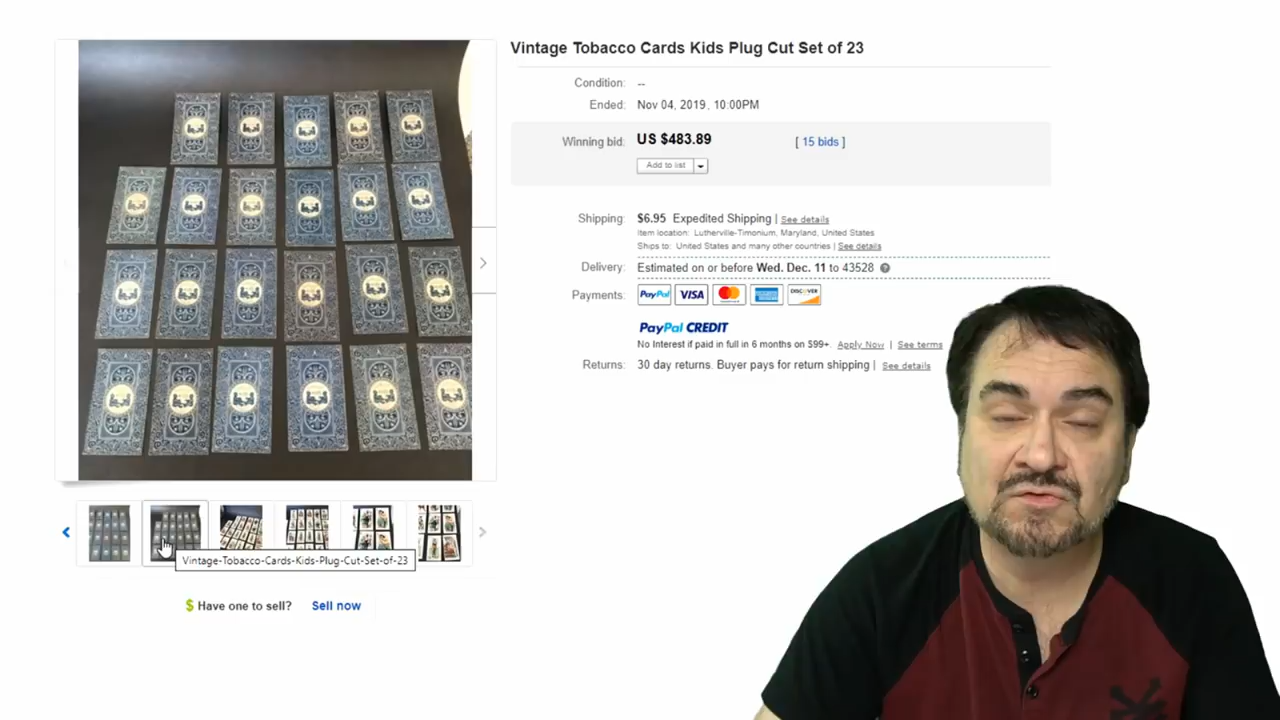 Vintage Tobacco Cards Kids Plug Cut Set of 23
Condition: --
Ended: Nov 04, 2019 , 10:00PM
Winning bid: US $483.89 [ 15 bids ]
Add to list
Shipping: $6.95 Expedited Shipping | See details
Item location: Lutherville-Timonium, Maryland, United States
Ships to: United States and many other countries | See details
Delivery: Estimated on or before Wed. Dec. 11 to 43528 ?
Payments: PayPal VISA MasterCard AMERICAN EXPRESS DISCOVER
PayPal CREDIT
No Interest if paid in full in 6 months on $99+. Apply Now | See terms
Returns: 30 day returns. Buyer pays for return shipping | See details
Vintage-Tobacco-Cards-Kids-Plug-Cut-Set-of-23
$ Have one to sell? Sell now